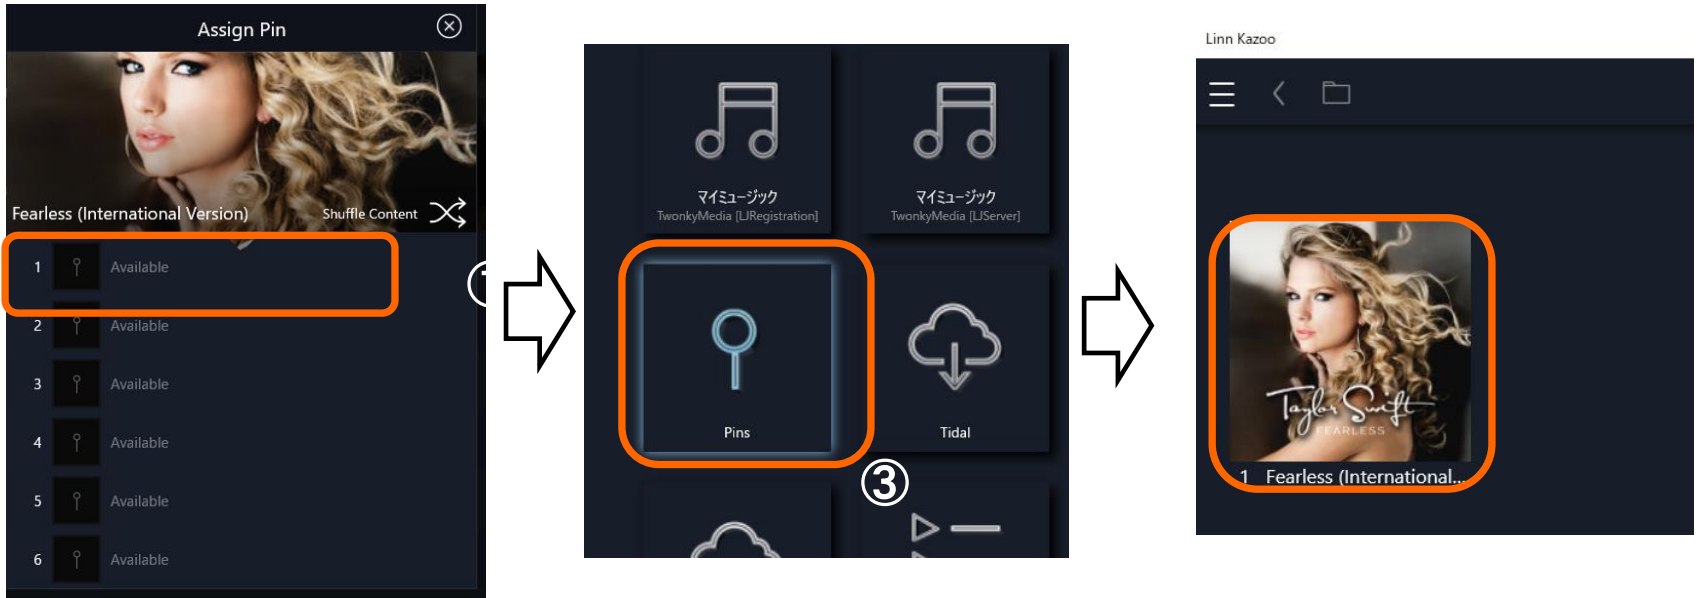 Assign Pin
Fearless (International Version)
Shuffle Content
1 Available
2 Available
3 Available
4 Available
5 Available
6 Available
マイミュージック
TwonkyMedia [LJRegistration]
マイミュージック
TwonkyMedia [LJServer]
Pins
Tidal
③
Linn Kazoo
Taylor Swift
FEARLESS
1 Fearless (International...